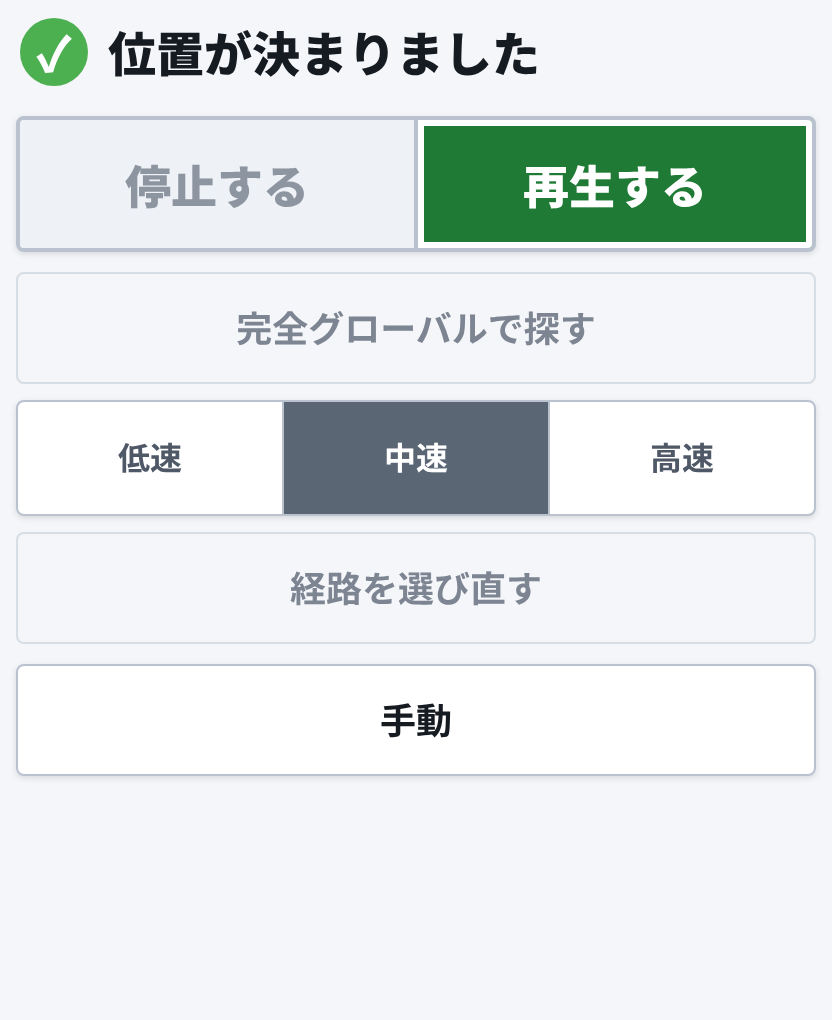 位置が決まりました
停止する 再生する
完全グローバルで探す
低速 中速 高速
経路を選び直す
手動